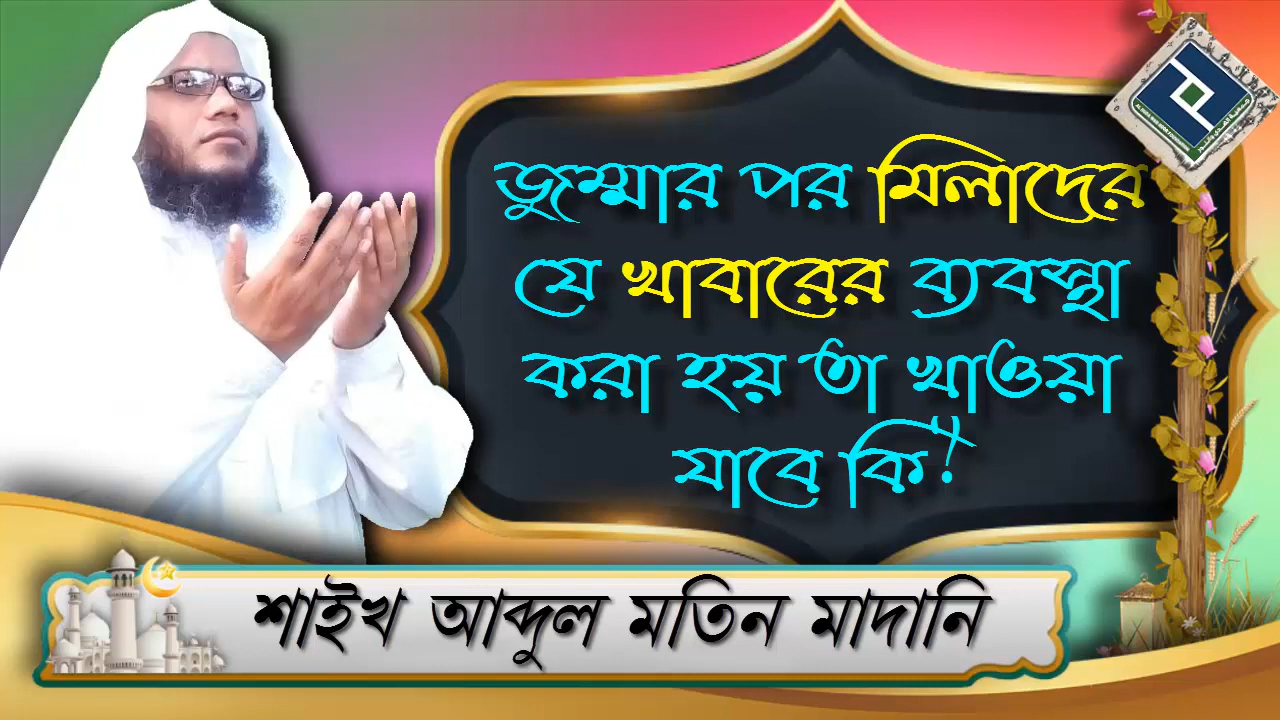 জুম্মার পর মিলাদের
যে খাবারের ব্যবস্থা
করা হয় তা খাওয়া
যাবে কি!
শাইখ আব্দুল মতিন মাদানি